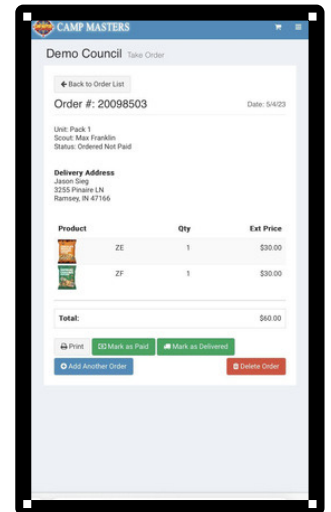 CAMP MASTERS
Demo Council Take Order
Back to Order List
Order #: 20098503 Date: 5/4/23
Unit: Pack 1
Scout: Max Franklin
Status: Ordered Not Paid
Delivery Address
Jason Sieg
3255 Pinaire LN
Ramsey, IN 47166
Product Qty Ext Price
ZE 1 $30.00
ZF 1 $30.00
Total: $60.00
Print Mark as Paid Mark as Delivered
Add Another Order Delete Order